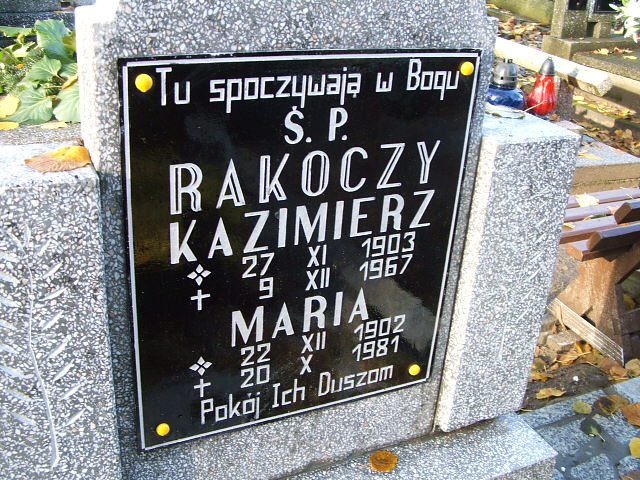 Tu spoczywają w Bogu
Ś. P.
RAKOCZY
KAZIMIERZ
27 XI 1903
9 XII 1967
MARIA
22 XII 1902
20 X 1981
Pokój Ich Duszom